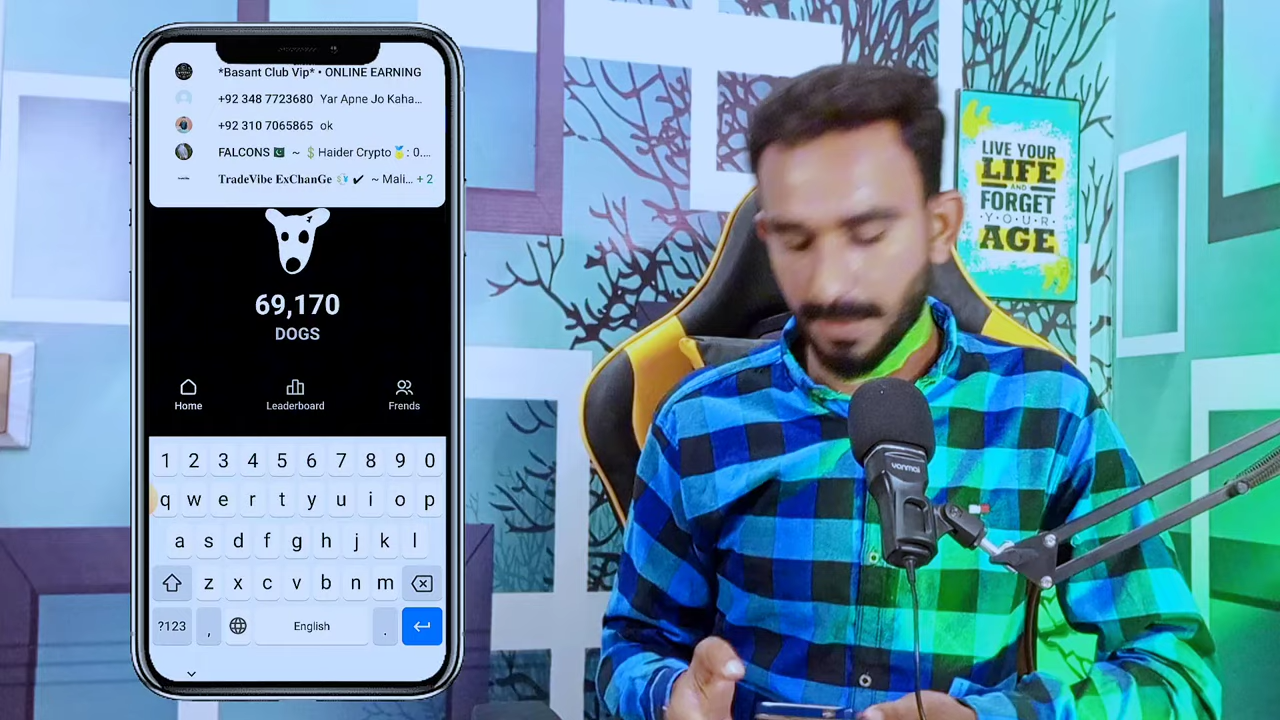 *Basant Club Vip* • ONLINE EARNING
+92 348 7723680 Yar Apne Jo Kaha...
+92 310 7065865 ok
FALCONS 🇵🇰 ~ 💲Haider Crypto🥇: 0....
TradeVibe ExChanGe 💱 ✔ ~ Mali... + 2
69,170
DOGS
Home Leaderboard Frends
1 2 3 4 5 6 7 8 9 0
q w e r t y u i o p
a s d f g h j k l
z x c v b n m
?123 , English .
LIVE YOUR
LIFE
AND
FORGET
YOUR
AGE
vanmai